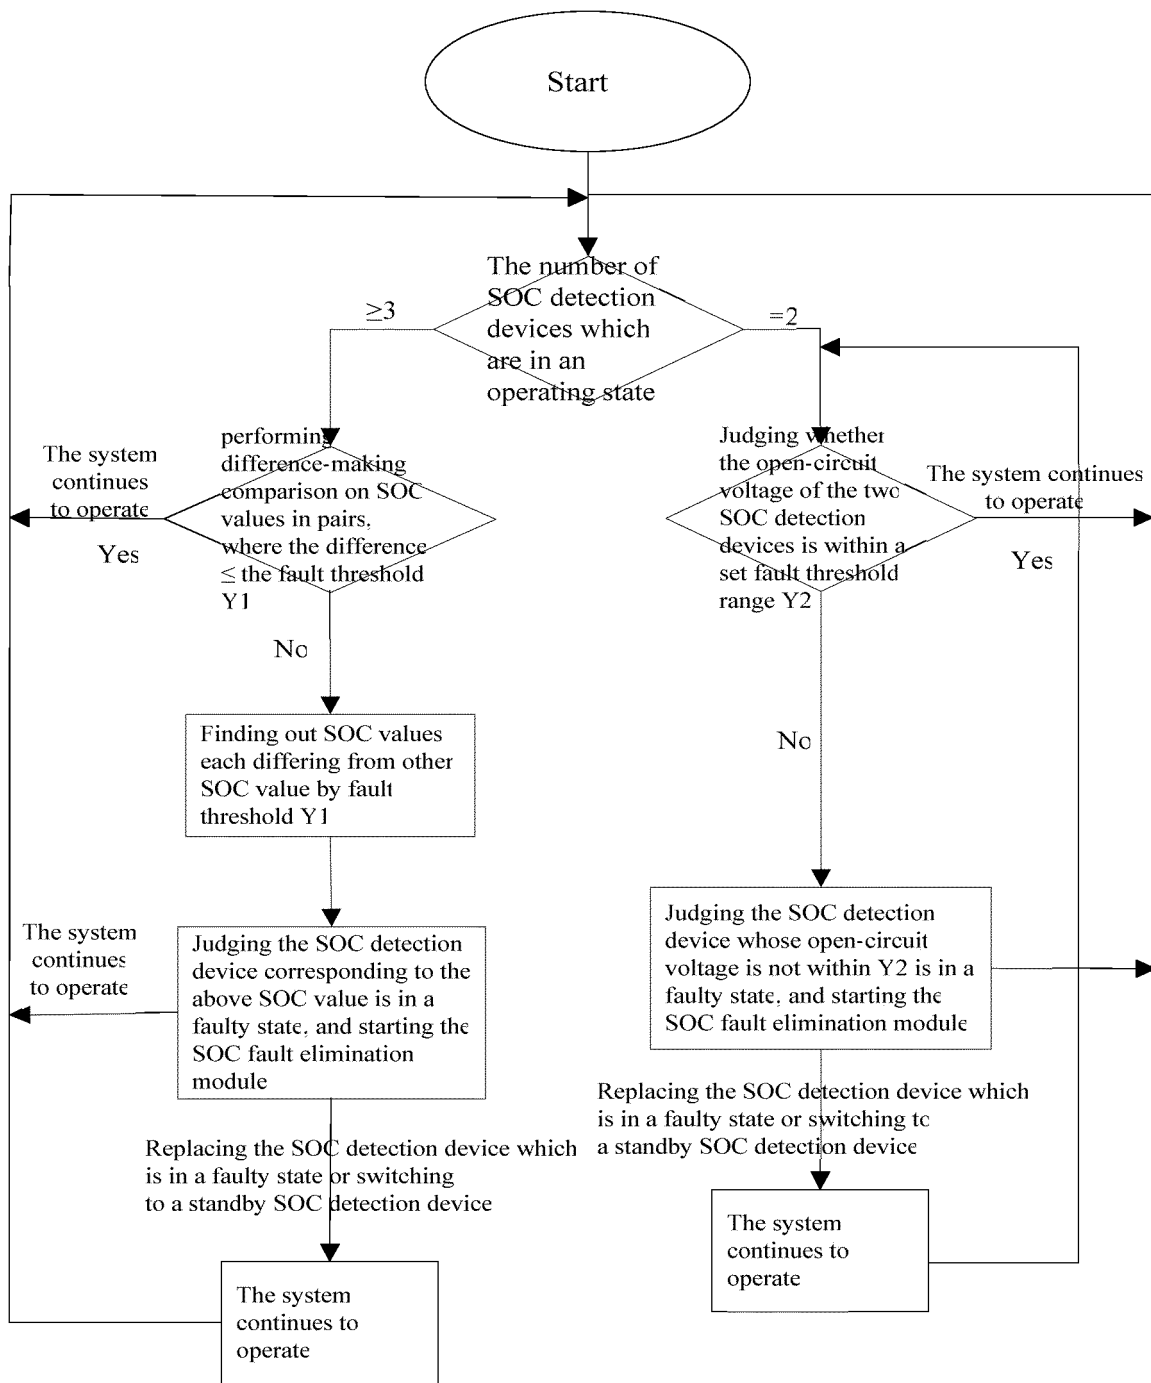 Start
The number of
SOC detection
devices which
are in an
operating state
≥3
=2
performing
difference-making
comparison on SOC
values in pairs,
where the difference
≤ the fault threshold
Y1
The system
continues
to operate
Yes
No
Judging whether
the open-circuit
voltage of the two
SOC detection
devices is within a
set fault threshold
range Y2
The system continues
to operate
Yes
No
Finding out SOC values
each differing from other
SOC value by fault
threshold Y1
Judging the SOC detection
device corresponding to the
above SOC value is in a
faulty state, and starting the
SOC fault elimination
module
The system
continues
to operate
Judging the SOC detection
device whose open-circuit
voltage is not within Y2 is in a
faulty state, and starting the
SOC fault elimination module
Replacing the SOC detection device which
is in a faulty state or switching
to a standby SOC detection device
Replacing the SOC detection device which
is in a faulty state or switching to
a standby SOC detection device
The system
continues to
operate
The system
continues to
operate